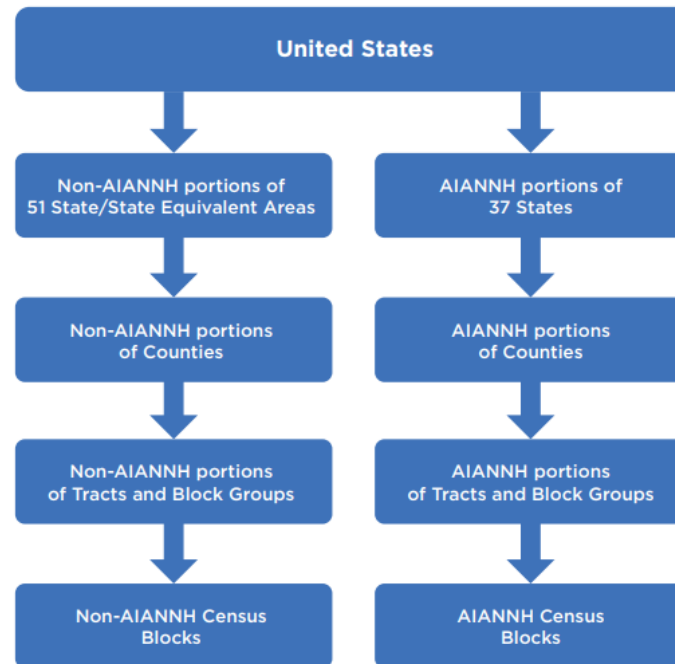 United States
Non-AIANNH portions of
51 State/State Equivalent Areas
AIANNH portions of
37 States
Non-AIANNH portions
of Counties
AIANNH portions
of Counties
Non-AIANNH portions
of Tracts and Block Groups
AIANNH portions
of Tracts and Block Groups
Non-AIANNH Census
Blocks
AIANNH Census
Blocks